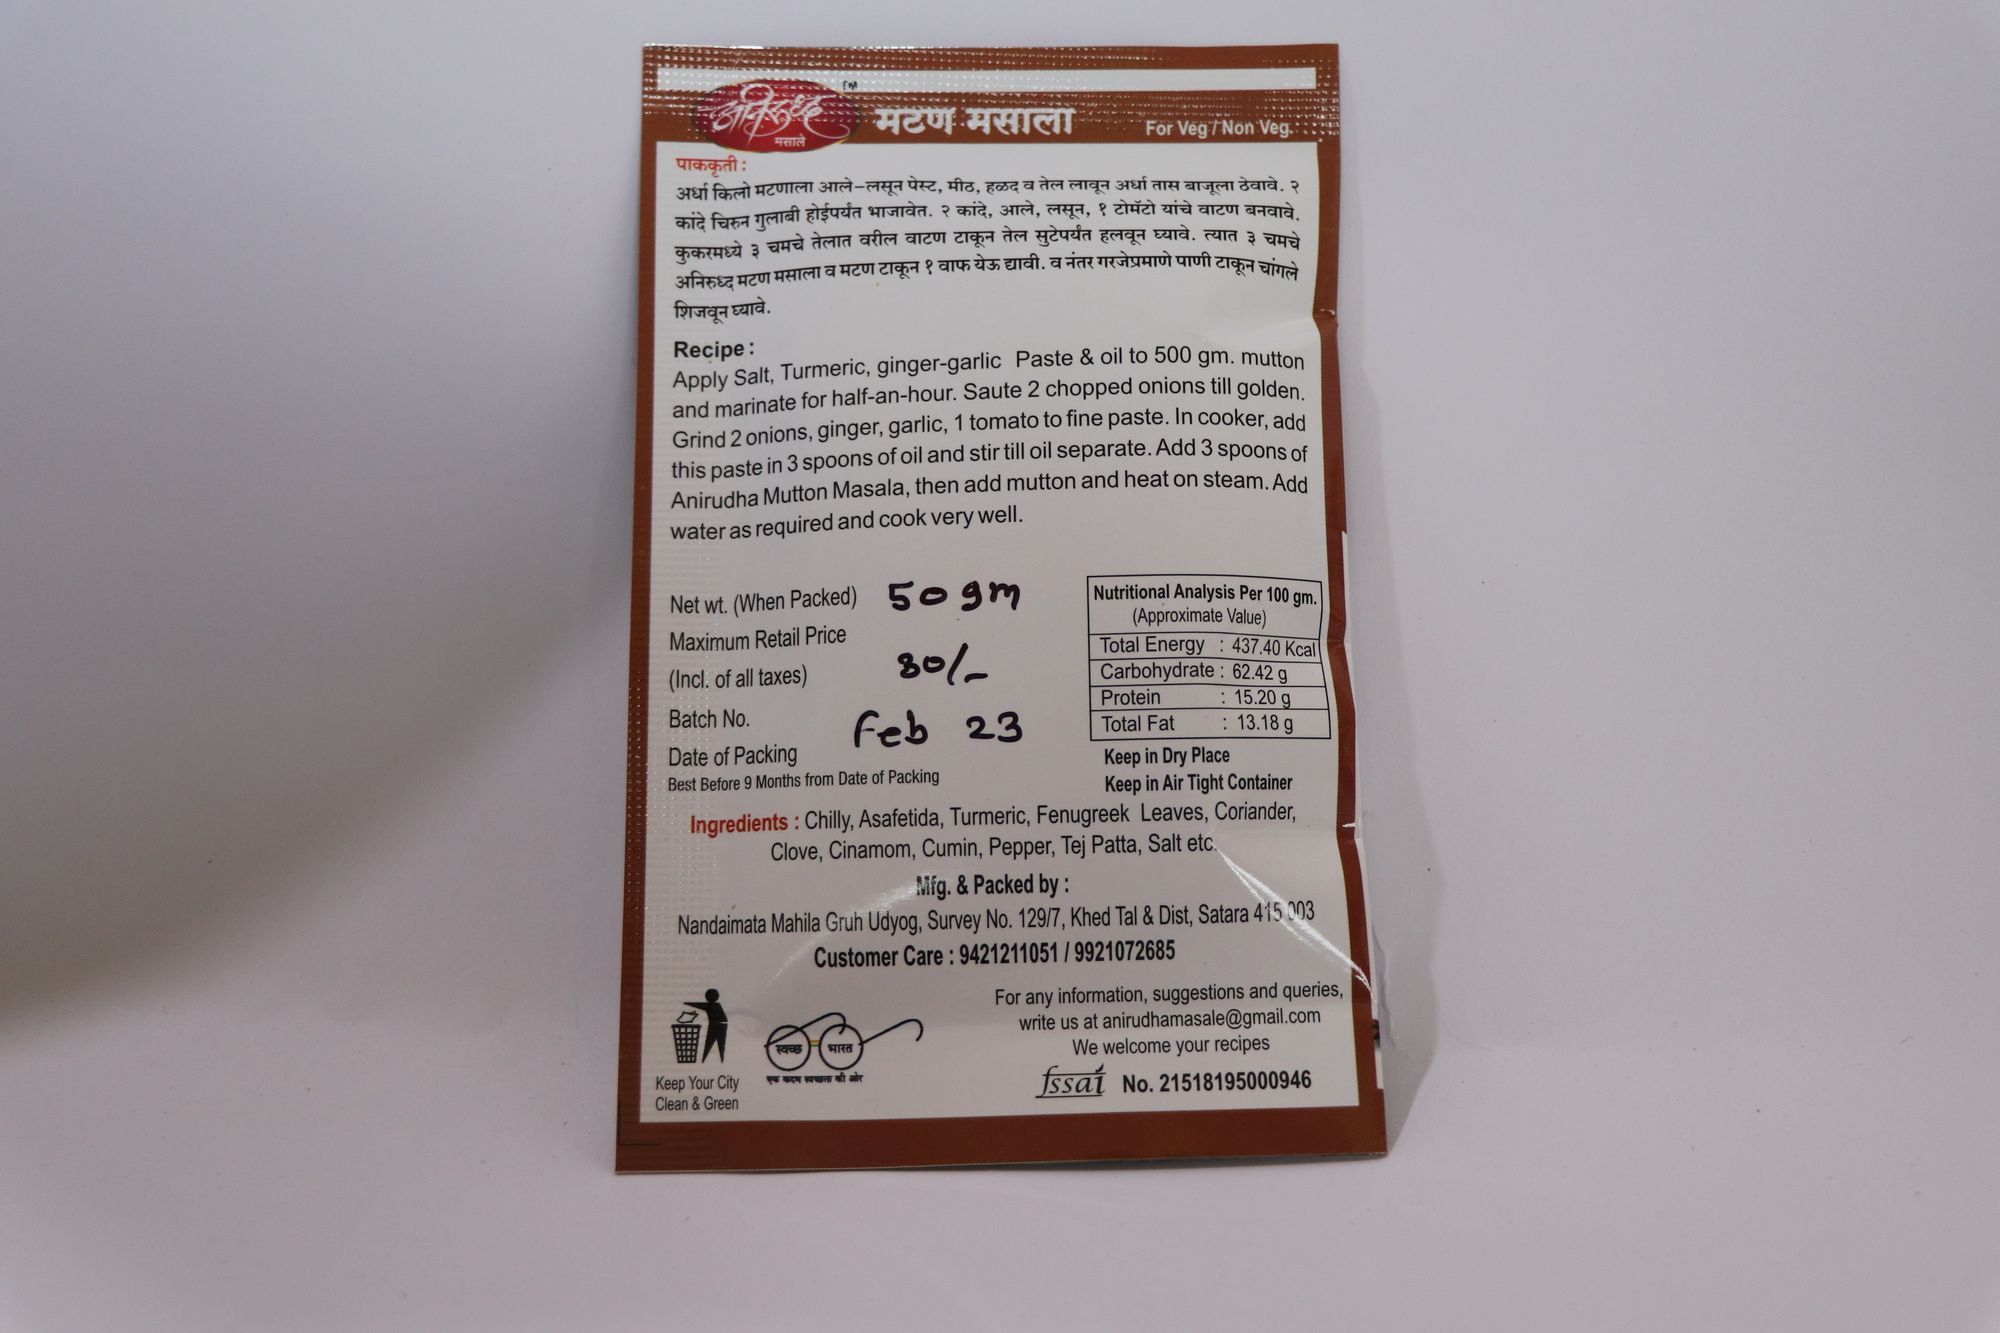 अनिरुध्द
मसाले
TM
मटण मसाला
For Veg / Non Veg.
पाककृती :
अर्धा किलो मटणाला आले-लसून पेस्ट, मीठ, हळद व तेल लावून अर्धा तास बाजूला ठेवावे. २
कांदे चिरुन गुलाबी होईपर्यंत भाजावेत. २ कांदे, आले, लसून, १ टोमॅटो यांचे वाटण बनवावे.
कुकरमध्ये ३ चमचे तेलात वरील वाटण टाकून तेल सुटेपर्यंत हलवून घ्यावे. त्यात ३ चमचे
अनिरुध्द मटण मसाला व मटण टाकून १ वाफ येऊ द्यावी. व नंतर गरजेप्रमाणे पाणी टाकून चांगले
शिजवून घ्यावे.
Recipe :
Apply Salt, Turmeric, ginger-garlic Paste & oil to 500 gm. mutton
and marinate for half-an-hour. Saute 2 chopped onions till golden.
Grind 2 onions, ginger, garlic, 1 tomato to fine paste. In cooker, add
this paste in 3 spoons of oil and stir till oil separate. Add 3 spoons of
Anirudha Mutton Masala, then add mutton and heat on steam. Add
water as required and cook very well.
Net wt. (When Packed) 50 gm
Maximum Retail Price
(Incl. of all taxes) 30/-
Batch No.
Date of Packing Feb 23
Best Before 9 Months from Date of Packing
Nutritional Analysis Per 100 gm.
(Approximate Value)
Total Energy : 437.40 Kcal
Carbohydrate : 62.42 g
Protein : 15.20 g
Total Fat : 13.18 g
Keep in Dry Place
Keep in Air Tight Container
Ingredients : Chilly, Asafetida, Turmeric, Fenugreek Leaves, Coriander,
Clove, Cinamom, Cumin, Pepper, Tej Patta, Salt etc.
Mfg. & Packed by :
Nandaimata Mahila Gruh Udyog, Survey No. 129/7, Khed Tal & Dist, Satara 415 003
Customer Care : 9421211051 / 9921072685
Keep Your City
Clean & Green
स्वच्छ भारत
एक कदम स्वच्छता की ओर
For any information, suggestions and queries,
write us at anirudhamasale@gmail.com
We welcome your recipes
fssai No. 21518195000946